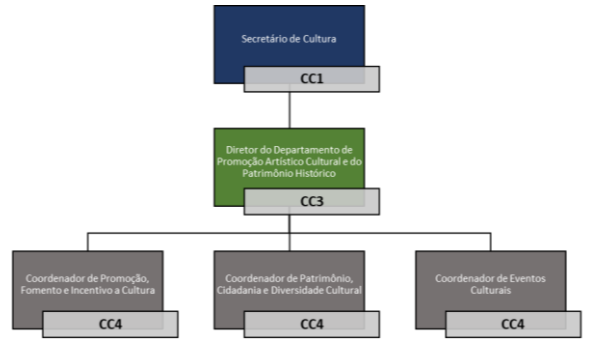 Secretário de Cultura
CC1
Diretor do Departamento de
Promoção Artístico Cultural e do
Patrimônio Histórico
CC3
Coordenador de Promoção,
Fomento e Incentivo a Cultura
CC4
Coordenador de Patrimônio,
Cidadania e Diversidade Cultural
CC4
Coordenador de Eventos
Culturais
CC4